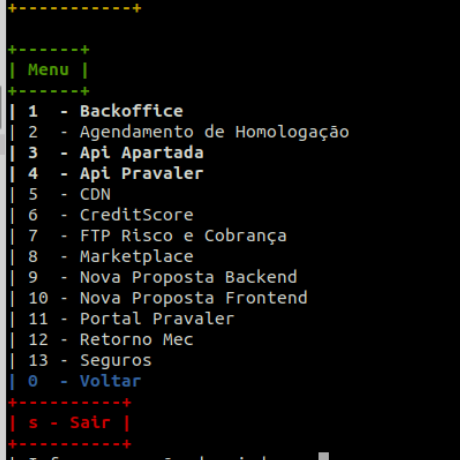 +-----------+
+------+
| Menu |
+------+
| 1  - Backoffice
| 2  - Agendamento de Homologação
| 3  - Api Apartada
| 4  - Api Pravaler
| 5  - CDN
| 6  - CreditScore
| 7  - FTP Risco e Cobrança
| 8  - Marketplace
| 9  - Nova Proposta Backend
| 10 - Nova Proposta Frontend
| 11 - Portal Pravaler
| 12 - Retorno Mec
| 13 - Seguros
| 0  - Voltar
+----------+
| s - Sair |
+----------+